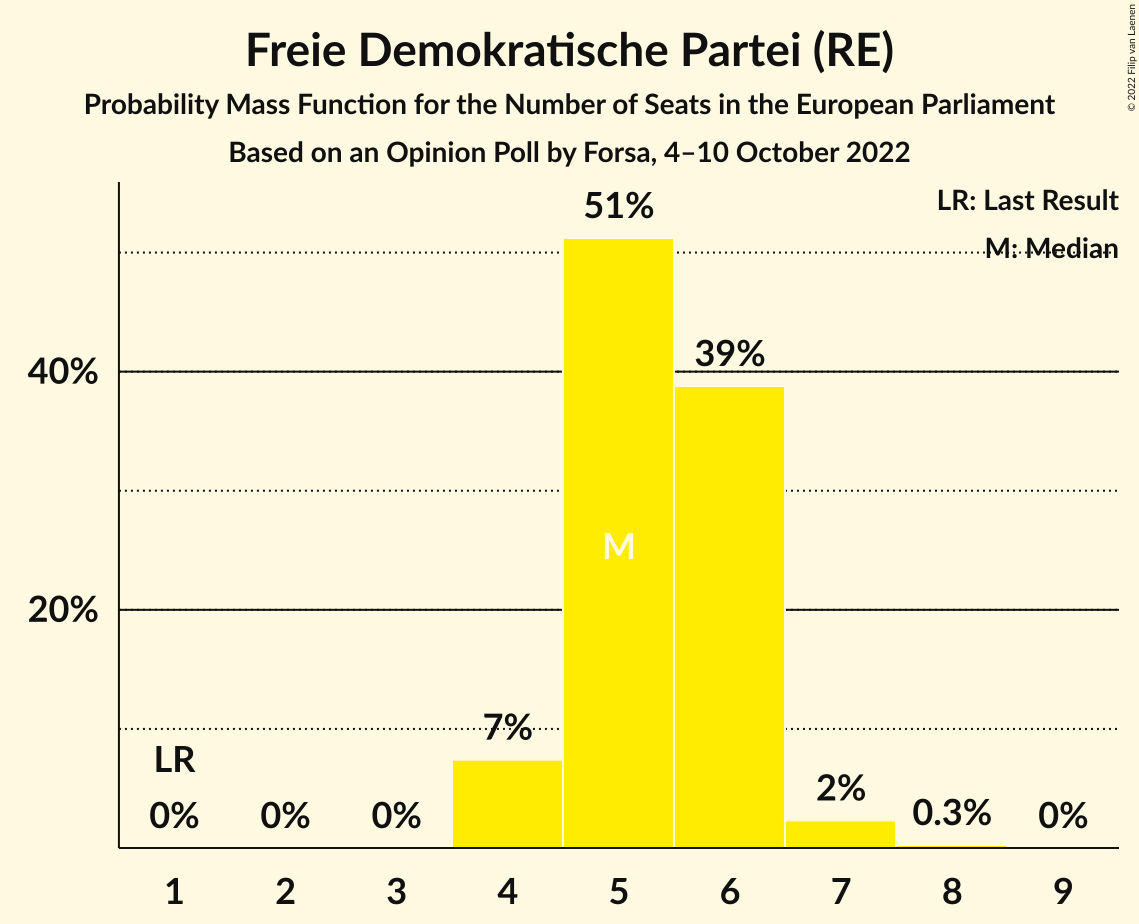 Freie Demokratische Partei (RE)
Probability Mass Function for the Number of Seats in the European Parliament
Based on an Opinion Poll by Forsa, 4–10 October 2022
© 2022 Filip van Laenen
LR: Last Result
M: Median
51%
39%
40%
M
20%
7%
LR
2%
0%
0%
0%
0.3%
0%
1 2 3 4 5 6 7 8 9